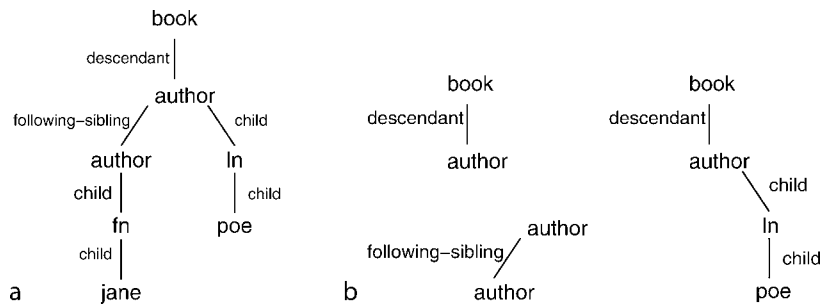 book
descendant
author
following–sibling child
author ln
child child
fn poe
child
a jane
b
book
descendant
author
following–sibling author
author
book
descendant
author
child
ln
child
poe